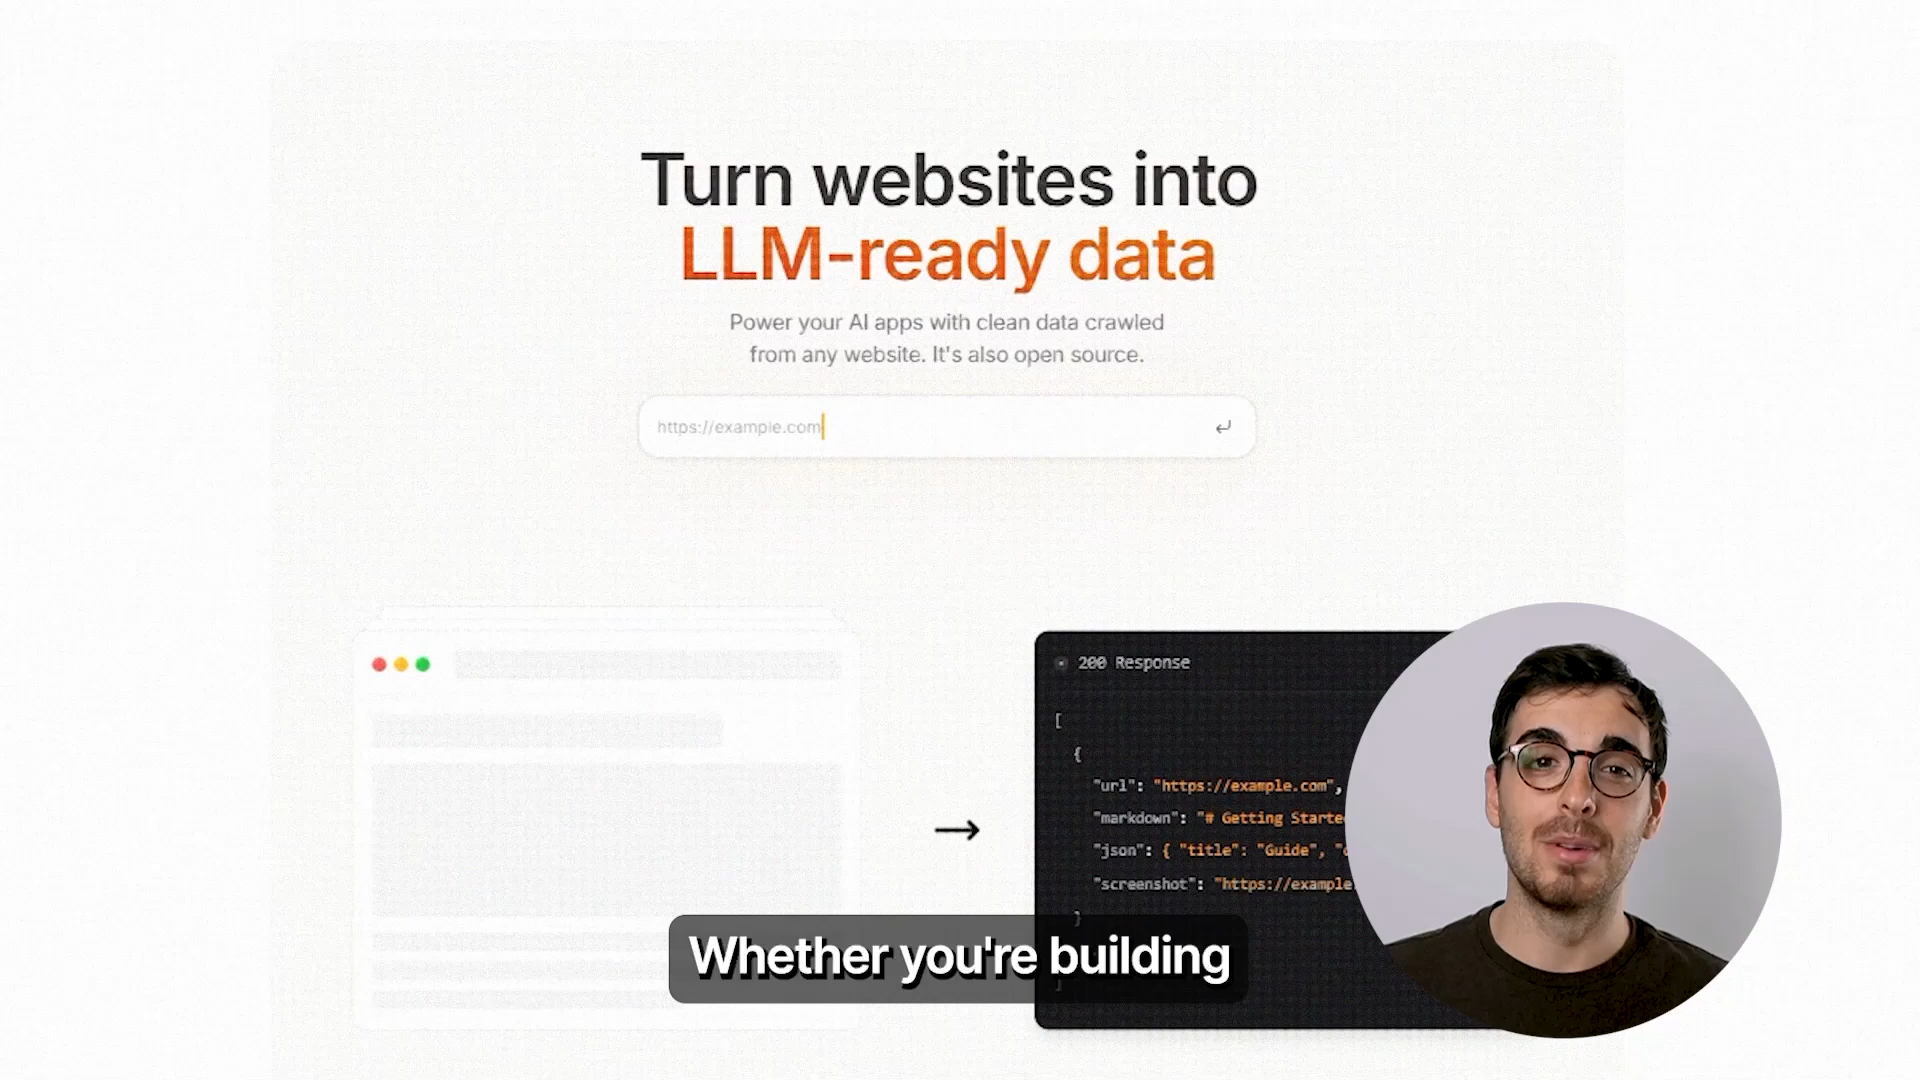 Turn websites into
LLM-ready data
Power your AI apps with clean data crawled
from any website. It's also open source.
https://example.com
200 Response
[
{
"url": "https://example.com",
"markdown": "# Getting Starte
"json": { "title": "Guide", "
"screenshot": "https://example
}
]
Whether you're building